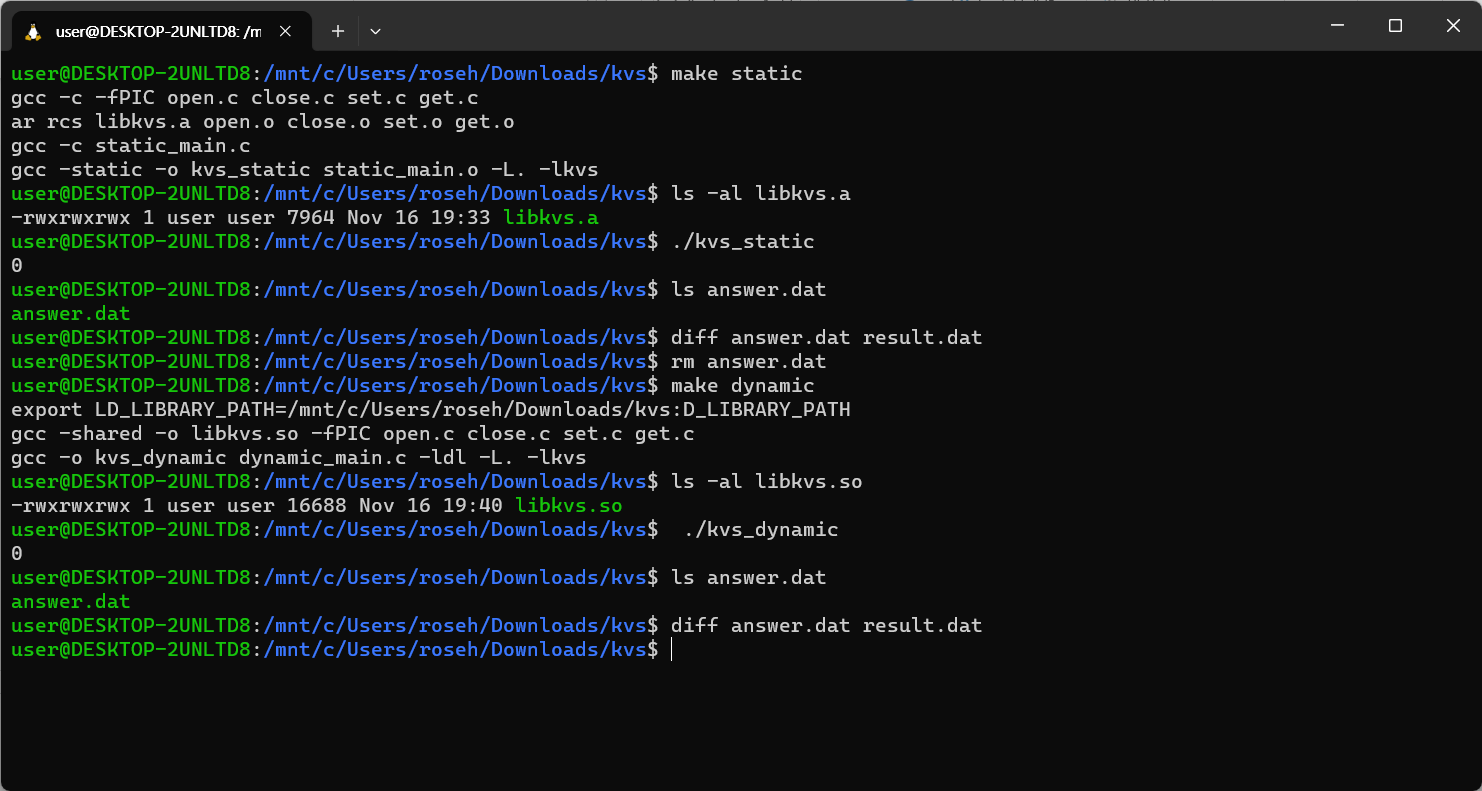 user@DESKTOP-2UNLTD8: /m
user@DESKTOP-2UNLTD8:/mnt/c/Users/roseh/Downloads/kvs$ make static
gcc -c -fPIC open.c close.c set.c get.c
ar rcs libkvs.a open.o close.o set.o get.o
gcc -c static_main.c
gcc -static -o kvs_static static_main.o -L. -lkvs
user@DESKTOP-2UNLTD8:/mnt/c/Users/roseh/Downloads/kvs$ ls -al libkvs.a
-rwxrwxrwx 1 user user 7964 Nov 16 19:33 libkvs.a
user@DESKTOP-2UNLTD8:/mnt/c/Users/roseh/Downloads/kvs$ ./kvs_static
0
user@DESKTOP-2UNLTD8:/mnt/c/Users/roseh/Downloads/kvs$ ls answer.dat
answer.dat
user@DESKTOP-2UNLTD8:/mnt/c/Users/roseh/Downloads/kvs$ diff answer.dat result.dat
user@DESKTOP-2UNLTD8:/mnt/c/Users/roseh/Downloads/kvs$ rm answer.dat
user@DESKTOP-2UNLTD8:/mnt/c/Users/roseh/Downloads/kvs$ make dynamic
export LD_LIBRARY_PATH=/mnt/c/Users/roseh/Downloads/kvs:D_LIBRARY_PATH
gcc -shared -o libkvs.so -fPIC open.c close.c set.c get.c
gcc -o kvs_dynamic dynamic_main.c -ldl -L. -lkvs
user@DESKTOP-2UNLTD8:/mnt/c/Users/roseh/Downloads/kvs$ ls -al libkvs.so
-rwxrwxrwx 1 user user 16688 Nov 16 19:40 libkvs.so
user@DESKTOP-2UNLTD8:/mnt/c/Users/roseh/Downloads/kvs$  ./kvs_dynamic
0
user@DESKTOP-2UNLTD8:/mnt/c/Users/roseh/Downloads/kvs$ ls answer.dat
answer.dat
user@DESKTOP-2UNLTD8:/mnt/c/Users/roseh/Downloads/kvs$ diff answer.dat result.dat
user@DESKTOP-2UNLTD8:/mnt/c/Users/roseh/Downloads/kvs$